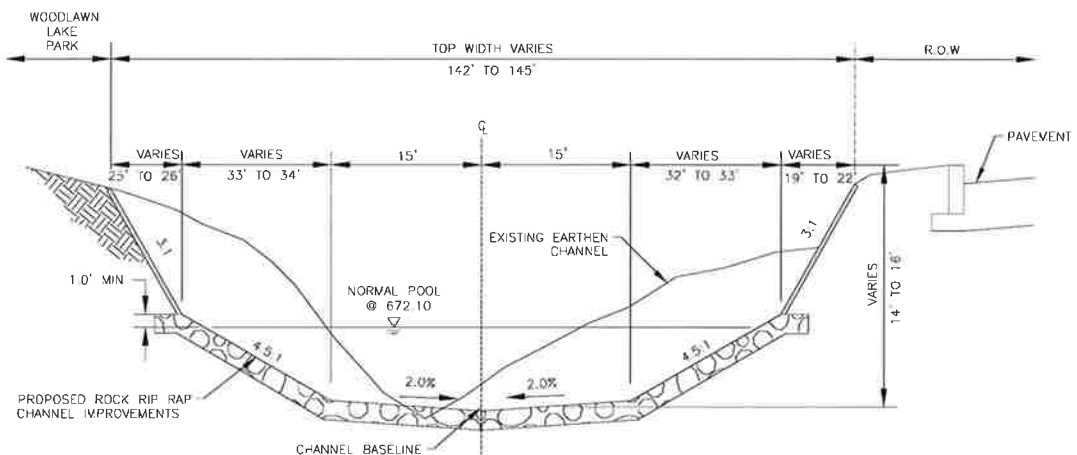 WOODLAWN
LAKE
PARK
TOP WIDTH VARIES
142' TO 145'
R.O.W
PAVEMENT
℄
VARIES
25' TO 26'
VARIES
33' TO 34'
15'
15'
VARIES
32' TO 33'
VARIES
19' TO 22'
3:1
EXISTING EARTHEN
CHANNEL
3:1
VARIES
14' TO 16'
1.0' MIN
NORMAL POOL
@ 672.10
4.5:1
4.5:1
2.0%
2.0%
PROPOSED ROCK RIP RAP
CHANNEL IMPROVEMENTS
CHANNEL BASELINE